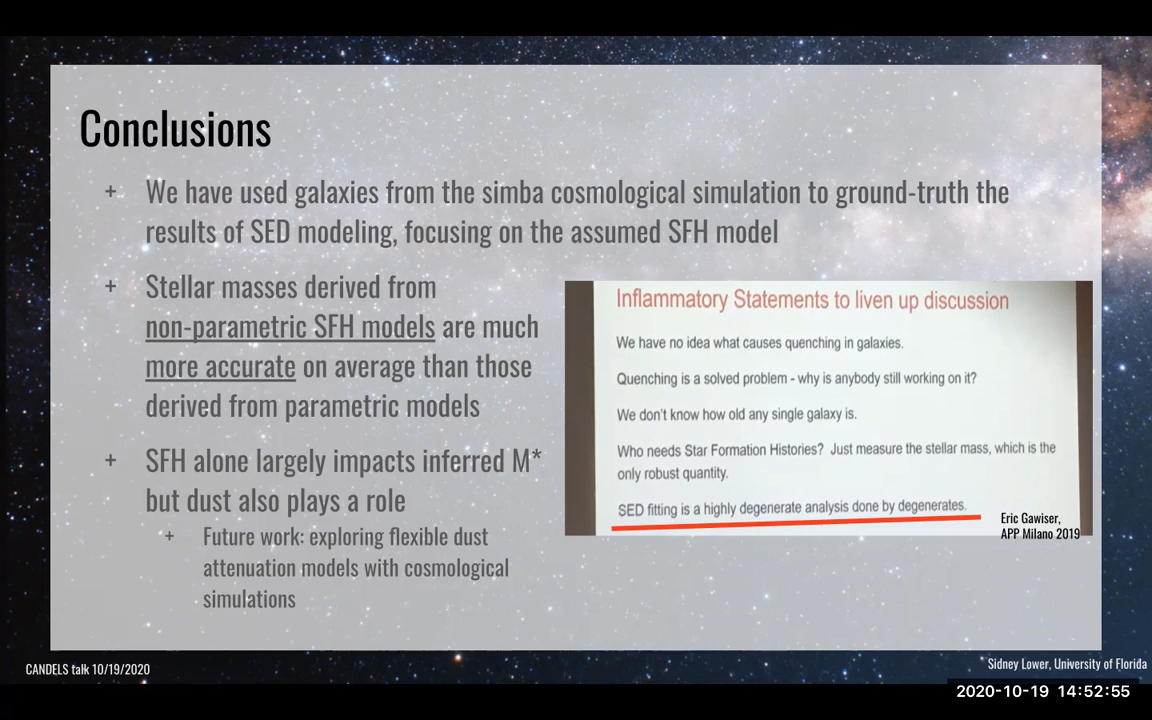 Conclusions
+ We have used galaxies from the simba cosmological simulation to ground-truth the
results of SED modeling, focusing on the assumed SFH model
+ Stellar masses derived from
non-parametric SFH models are much
more accurate on average than those
derived from parametric models
+ SFH alone largely impacts inferred M*
but dust also plays a role
+ Future work: exploring flexible dust
attenuation models with cosmological
simulations
Inflammatory Statements to liven up discussion
We have no idea what causes quenching in galaxies.
Quenching is a solved problem - why is anybody still working on it?
We don't know how old any single galaxy is.
Who needs Star Formation Histories? Just measure the stellar mass, which is the
only robust quantity.
SED fitting is a highly degenerate analysis done by degenerates.
Eric Gawiser,
APP Milano 2019
CANDELS talk 10/19/2020
Sidney Lower, University of Florida
2020-10-19 14:52:55